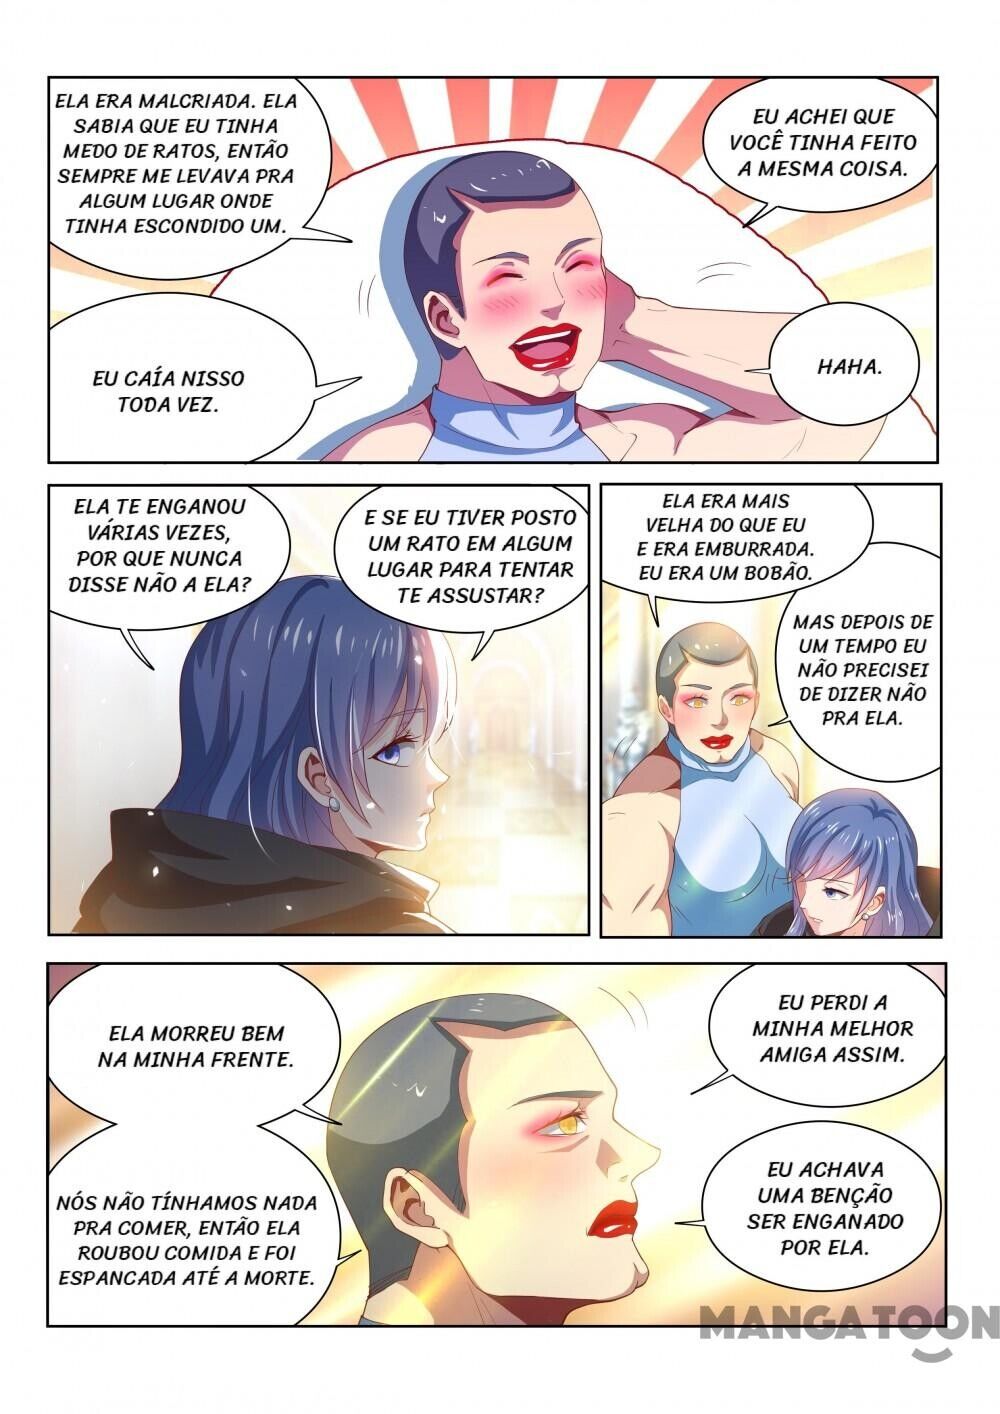 ELA ERA MALCRIADA. ELA
SABIA QUE EU TINHA
MEDO DE RATOS, ENTÃO
SEMPRE ME LEVAVA PRA
ALGUM LUGAR ONDE
TINHA ESCONDIDO UM.
EU ACHEI QUE
VOCÊ TINHA FEITO
A MESMA COISA.
EU CAÍA NISSO
TODA VEZ.
HAHA.
ELA TE ENGANOU
VÁRIAS VEZES,
POR QUE NUNCA
DISSE NÃO A ELA?
E SE EU TIVER POSTO
UM RATO EM ALGUM
LUGAR PARA TENTAR
TE ASSUSTAR?
ELA ERA MAIS
VELHA DO QUE EU
E ERA EMBURRADA.
EU ERA UM BOBÃO.
MAS DEPOIS DE
UM TEMPO EU
NÃO PRECISEI
DE DIZER NÃO
PRA ELA.
ELA MORREU BEM
NA MINHA FRENTE.
EU PERDI A
MINHA MELHOR
AMIGA ASSIM.
NÓS NÃO TÍNHAMOS NADA
PRA COMER, ENTÃO ELA
ROUBOU COMIDA E FOI
ESPANCADA ATÉ A MORTE.
EU ACHAVA
UMA BENÇÃO
SER ENGANADO
POR ELA.
MANGATOON